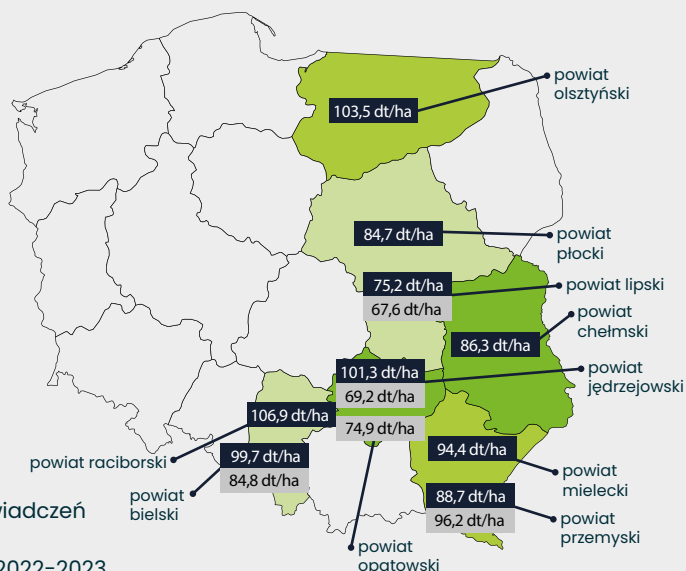 103,5 dt/ha
powiat
olsztyński
84,7 dt/ha
powiat
płocki
75,2 dt/ha
67,6 dt/ha
powiat lipski
86,3 dt/ha
powiat
chełmski
101,3 dt/ha
69,2 dt/ha
powiat
jędrzejowski
106,9 dt/ha
powiat raciborski
74,9 dt/ha
powiat
opatowski
99,7 dt/ha
84,8 dt/ha
powiat
bielski
94,4 dt/ha
powiat
mielecki
88,7 dt/ha
96,2 dt/ha
powiat
przemyski
2022–2023